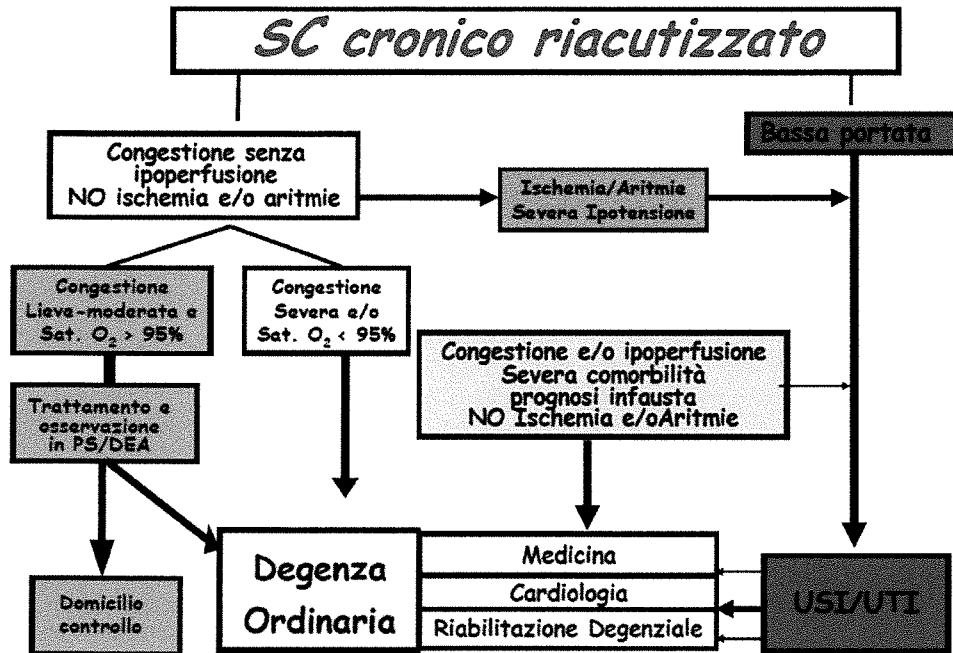 SC cronico riacutizzato
Bassa portata
Congestione senza
ipoperfusione
NO ischemia e/o aritmie
Ischemia/Aritmie
Severa Ipotensione
Congestione
Lieve-moderata e
Sat. O₂ > 95%
Congestione
Severa e/o
Sat. O₂ < 95%
Congestione e/o ipoperfusione
Severa comorbilità
prognosi infausta
NO Ischemia e/oAritmie
Trattamento e
osservazione
in PS/DEA
Domicilio
controllo
Degenza
Ordinaria
Medicina
Cardiologia
Riabilitazione Degenziale
USI/UTI